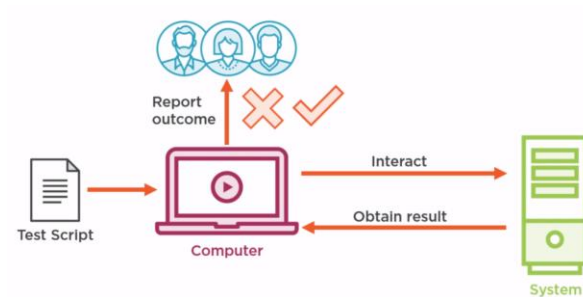 Report
outcome
Interact
Test Script
Obtain result
Computer
System